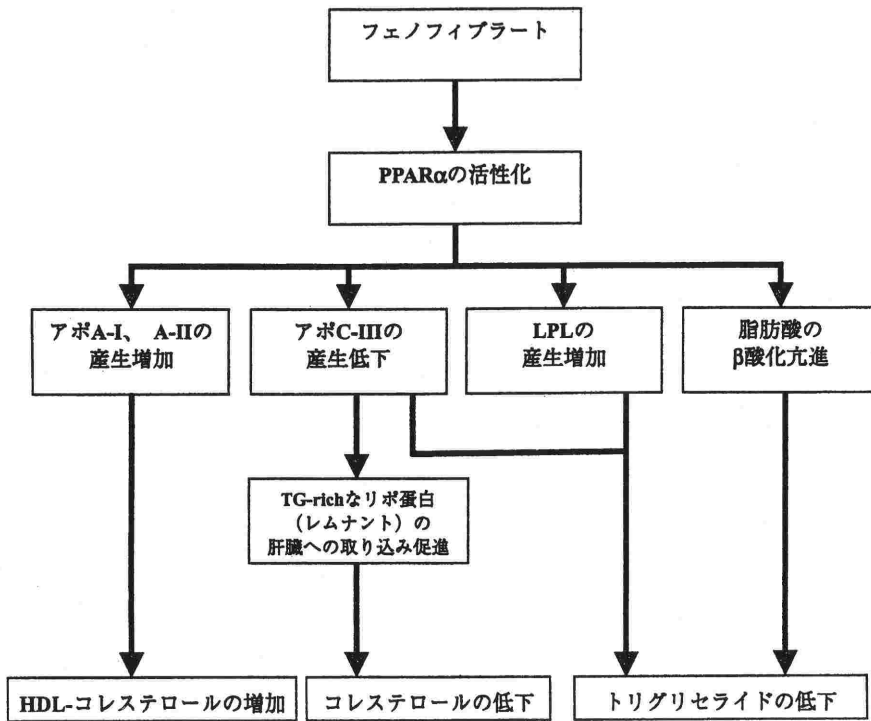 フェノフィブラート
PPARαの活性化
アポA-I、 A-IIの
産生増加
アポC-IIIの
産生低下
LPLの
産生増加
脂肪酸の
β酸化亢進
TG-richなリポ蛋白
（レムナント）の
肝臓への取り込み促進
HDL-コレステロールの増加
コレステロールの低下
トリグリセライドの低下